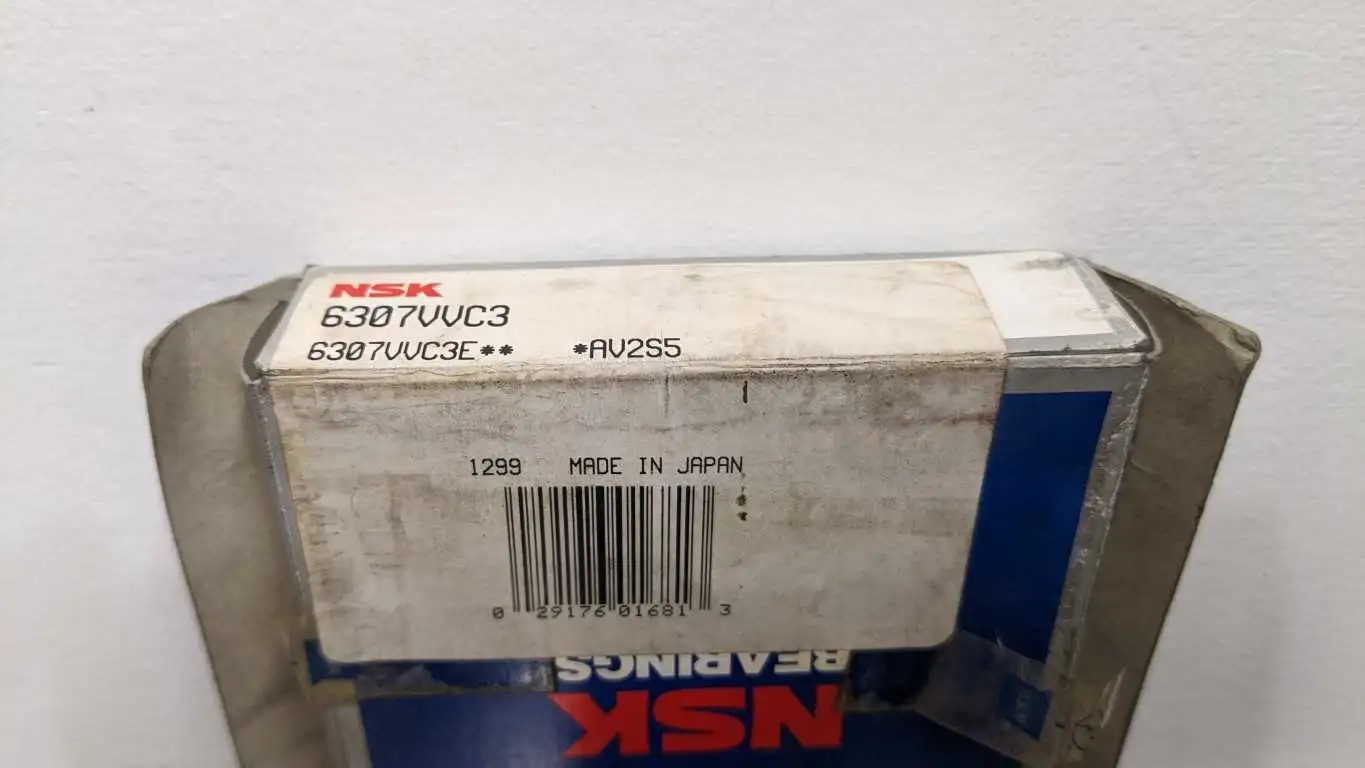 NSK
6307VVC3
6307VVC3E** *AV2S5
1299 MADE IN JAPAN
0 29176 01681 3
BEARINGS
NSK